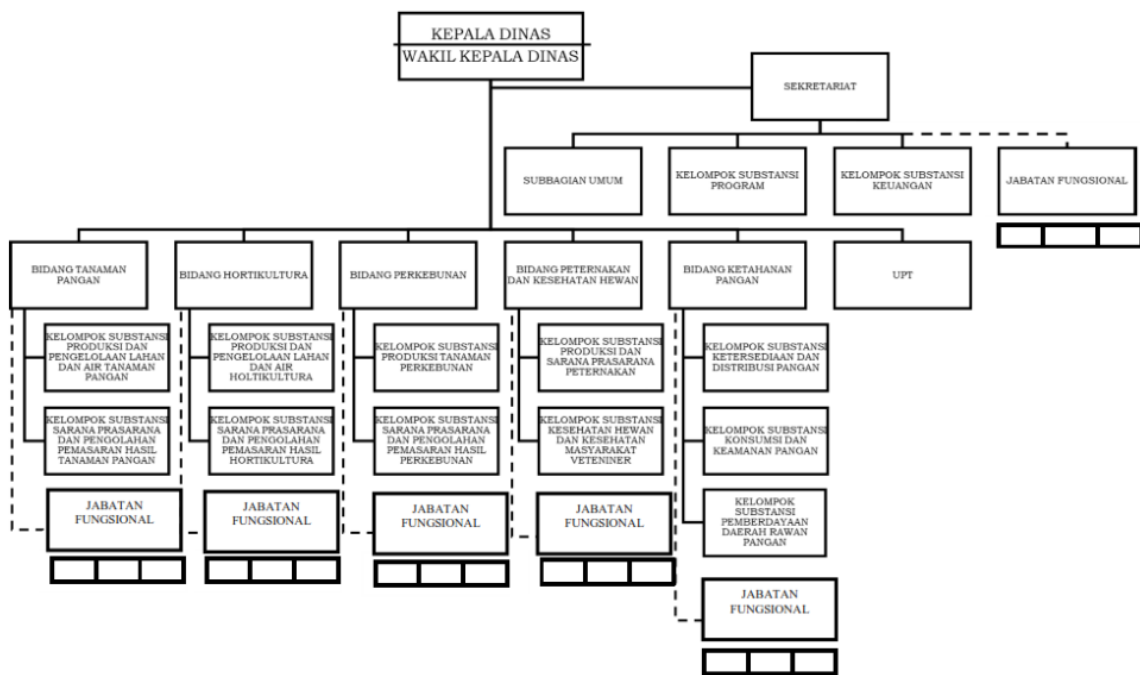 KEPALA DINAS
WAKIL KEPALA DINAS
SEKRETARIAT
SUBBAGIAN UMUM
KELOMPOK SUBSTANSI
PROGRAM
KELOMPOK SUBSTANSI
KEUANGAN
JABATAN FUNGSIONAL
BIDANG TANAMAN
PANGAN
BIDANG HORTIKULTURA
BIDANG PERKEBUNAN
BIDANG PETERNAKAN
DAN KESEHATAN HEWAN
BIDANG KETAHANAN
PANGAN
UPT
KELOMPOK SUBSTANSI
PRODUKSI DAN
PENGELOLAAN LAHAN
DAN AIR TANAMAN
PANGAN
KELOMPOK SUBSTANSI
PRODUKSI DAN
PENGELOLAAN LAHAN
DAN AIR
HOLTIKULTURA
KELOMPOK SUBSTANSI
PRODUKSI TANAMAN
PERKEBUNAN
KELOMPOK SUBSTANSI
PRODUKSI DAN
SARANA PRASARANA
PETERNAKAN
KELOMPOK SUBSTANSI
KETERSEDIAAN DAN
DISTRIBUSI PANGAN
KELOMPOK SUBSTANSI
SARANA PRASARANA
DAN PENGOLAHAN
PEMASARAN HASIL
TANAMAN PANGAN
KELOMPOK SUBSTANSI
SARANA PRASARANA
DAN PENGOLAHAN
PEMASARAN HASIL
HORTIKULTURA
KELOMPOK SUBSTANSI
SARANA PRASARANA
DAN PENGOLAHAN
PEMASARAN HASIL
PERKEBUNAN
KELOMPOK SUBSTANSI
KESEHATAN HEWAN
DAN KESEHATAN
MASYARAKAT
VETENINER
KELOMPOK SUBSTANSI
KONSUMSI DAN
KEAMANAN PANGAN
JABATAN
FUNGSIONAL
JABATAN
FUNGSIONAL
JABATAN
FUNGSIONAL
JABATAN
FUNGSIONAL
KELOMPOK
SUBSTANSI
PEMBERDAYAAN
DAERAH RAWAN
PANGAN
JABATAN
FUNGSIONAL